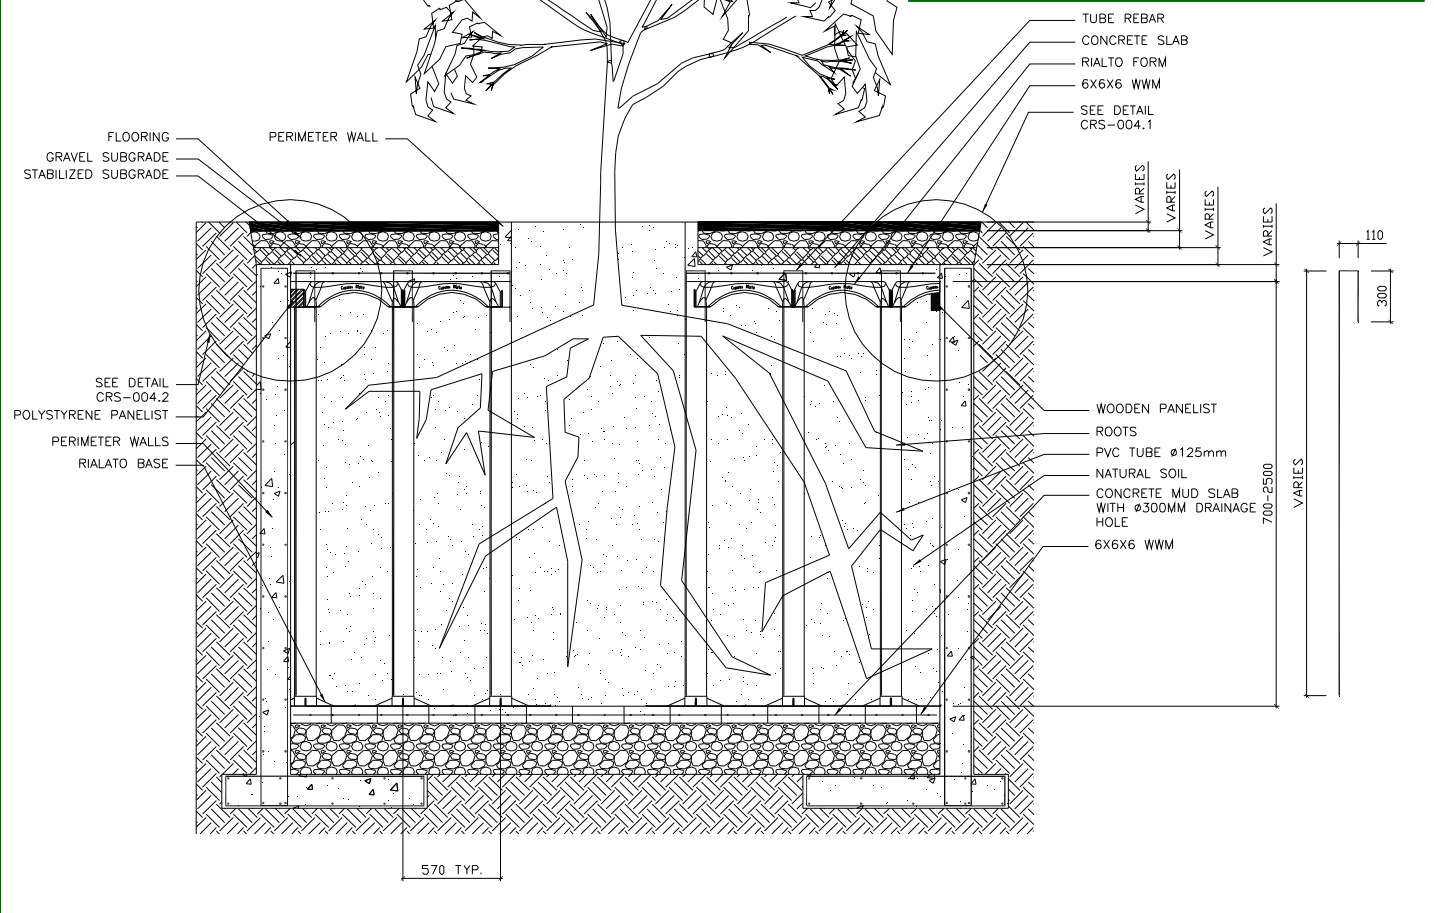 TUBE REBAR
CONCRETE SLAB
RIALTO FORM
6X6X6 WWM
SEE DETAIL
CRS-004.1
FLOORING
GRAVEL SUBGRADE
STABILIZED SUBGRADE
PERIMETER WALL
VARIES
VARIES
VARIES
VARIES
110
300
SEE DETAIL
CRS-004.2
POLYSTYRENE PANELIST
PERIMETER WALLS
RIALATO BASE
WOODEN PANELIST
ROOTS
PVC TUBE Ø125mm
NATURAL SOIL
CONCRETE MUD SLAB
WITH Ø300MM DRAINAGE
HOLE
6X6X6 WWM
700-2500
VARIES
570 TYP.